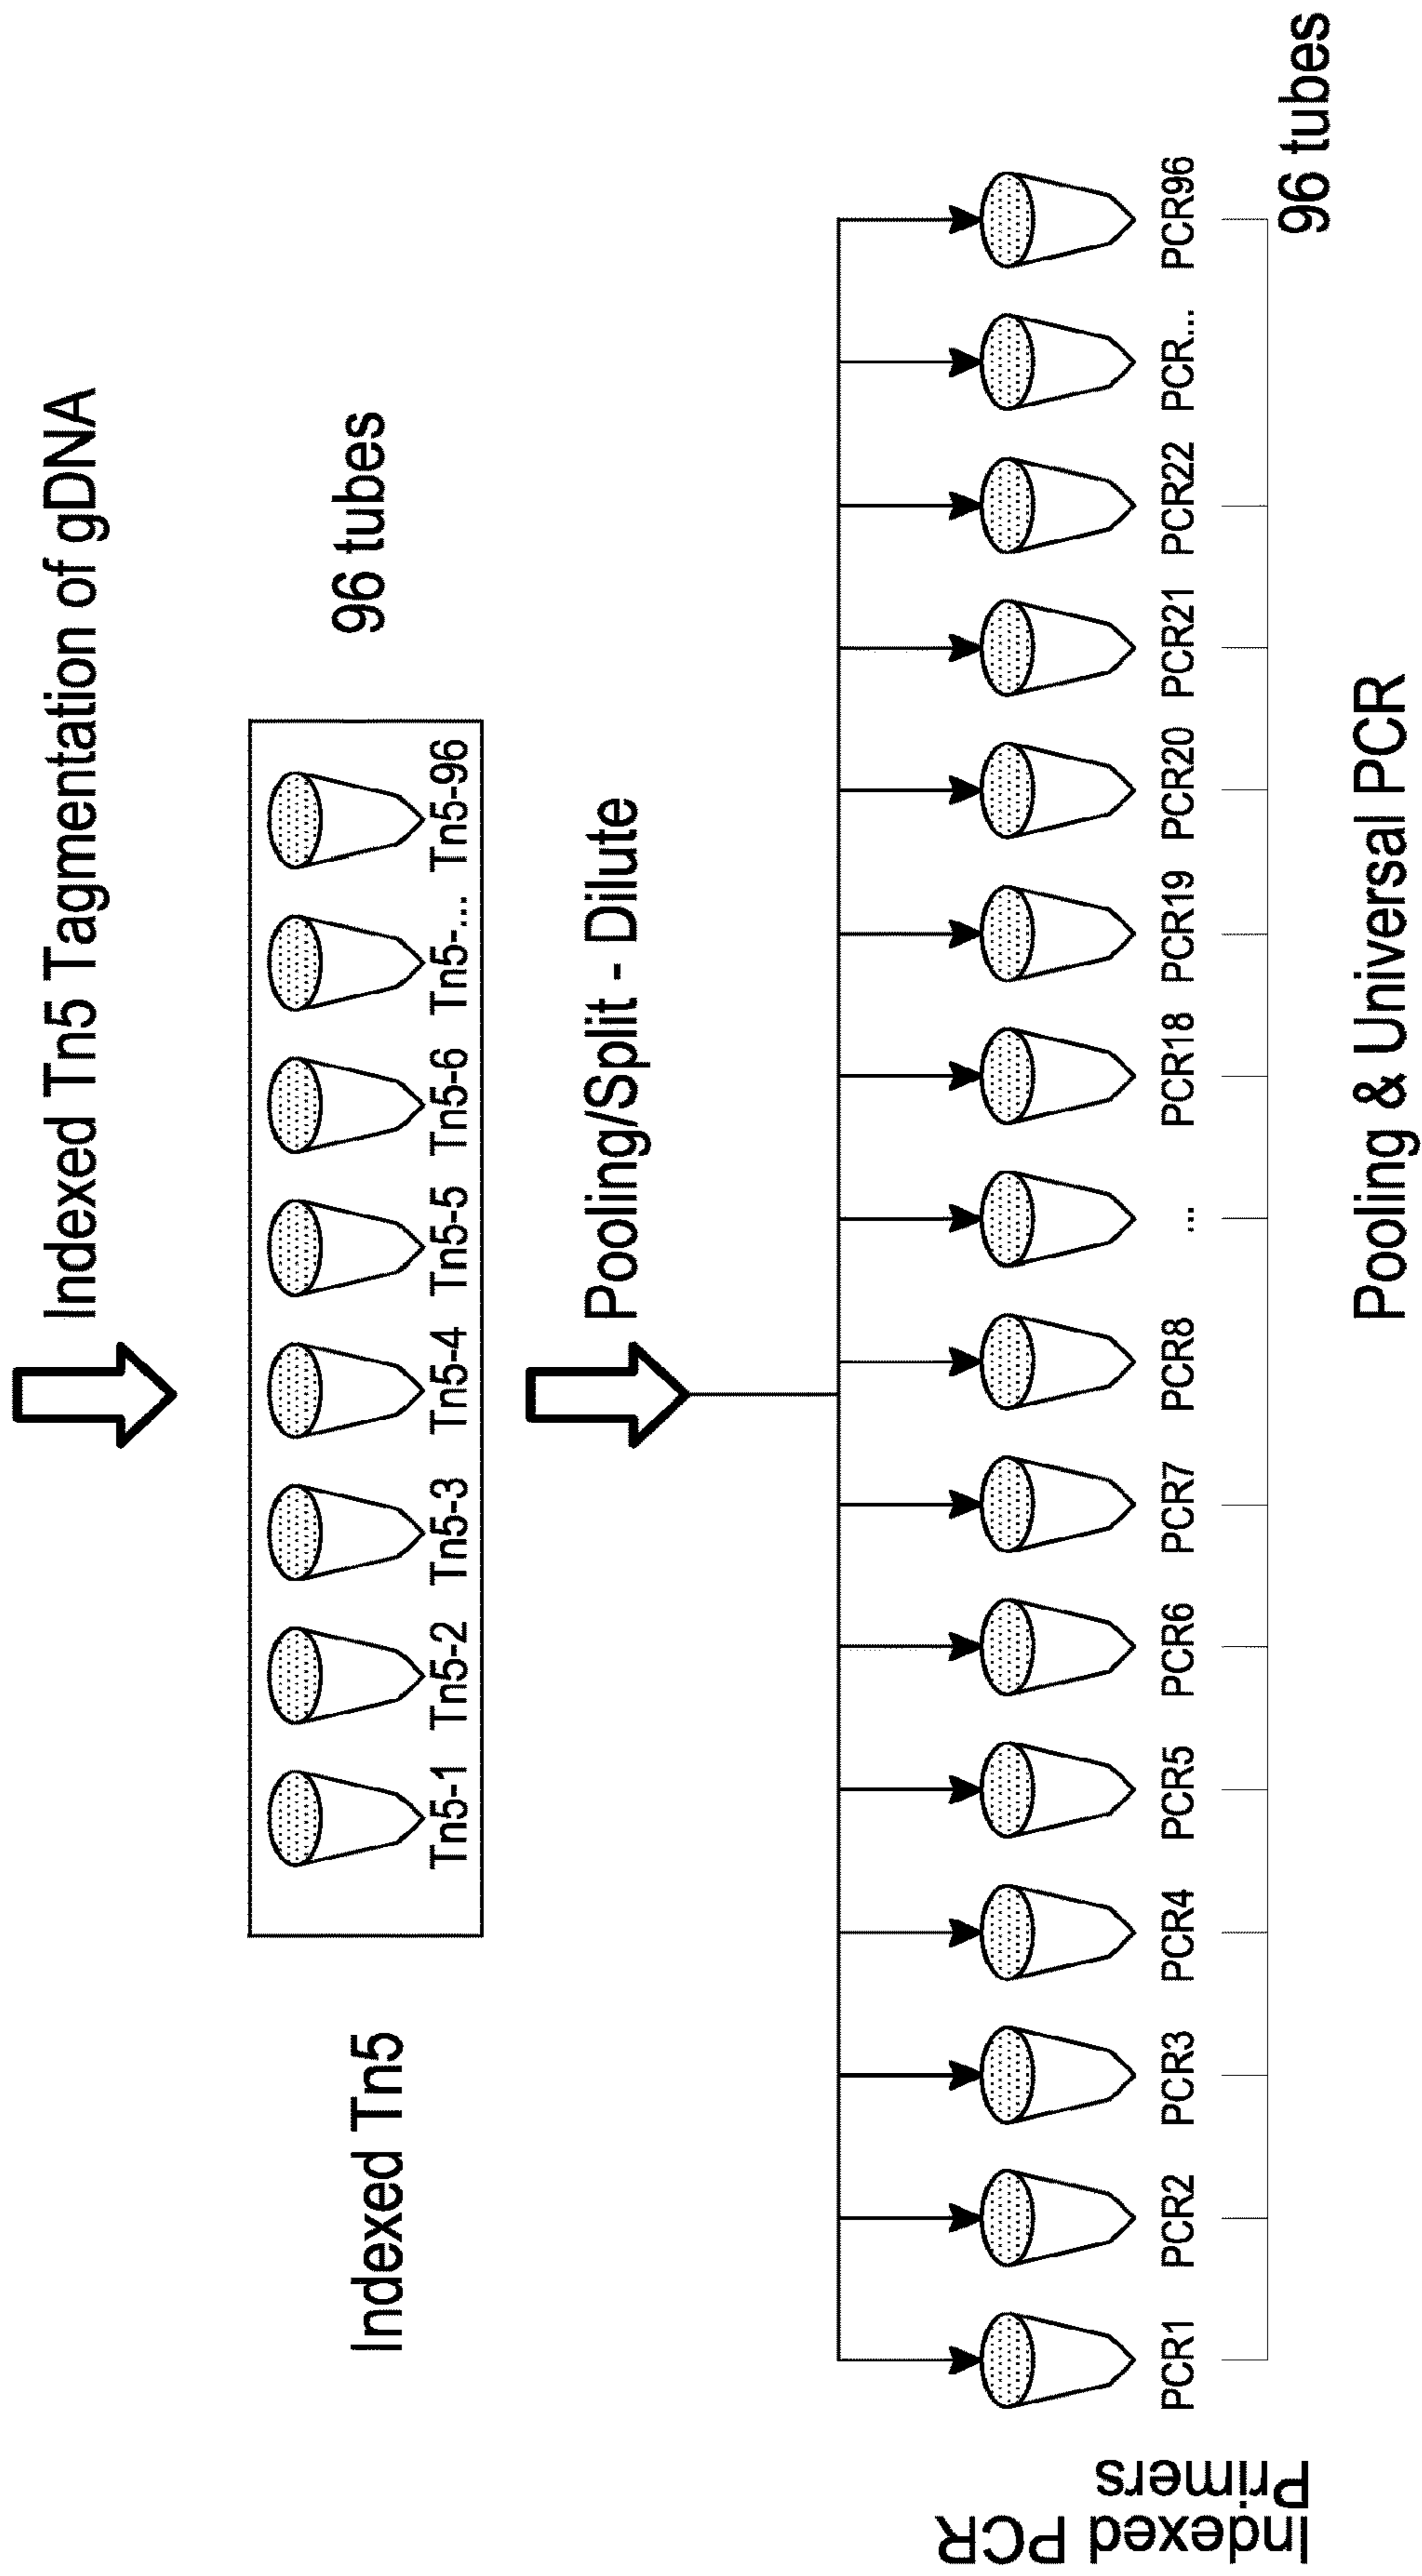 Indexed Tn5 Tagmentation of gDNA
Indexed Tn5
96 tubes
Tn5-1 Tn5-2 Tn5-3 Tn5-4 Tn5-5 Tn5-6 Tn5-... Tn5-96
Pooling/Split - Dilute
Indexed PCR
Primers
PCR1 PCR2 PCR3 PCR4 PCR5 PCR6 PCR7 PCR8 ... PCR18 PCR19 PCR20 PCR21 PCR22 PCR... PCR96
96 tubes
Pooling & Universal PCR